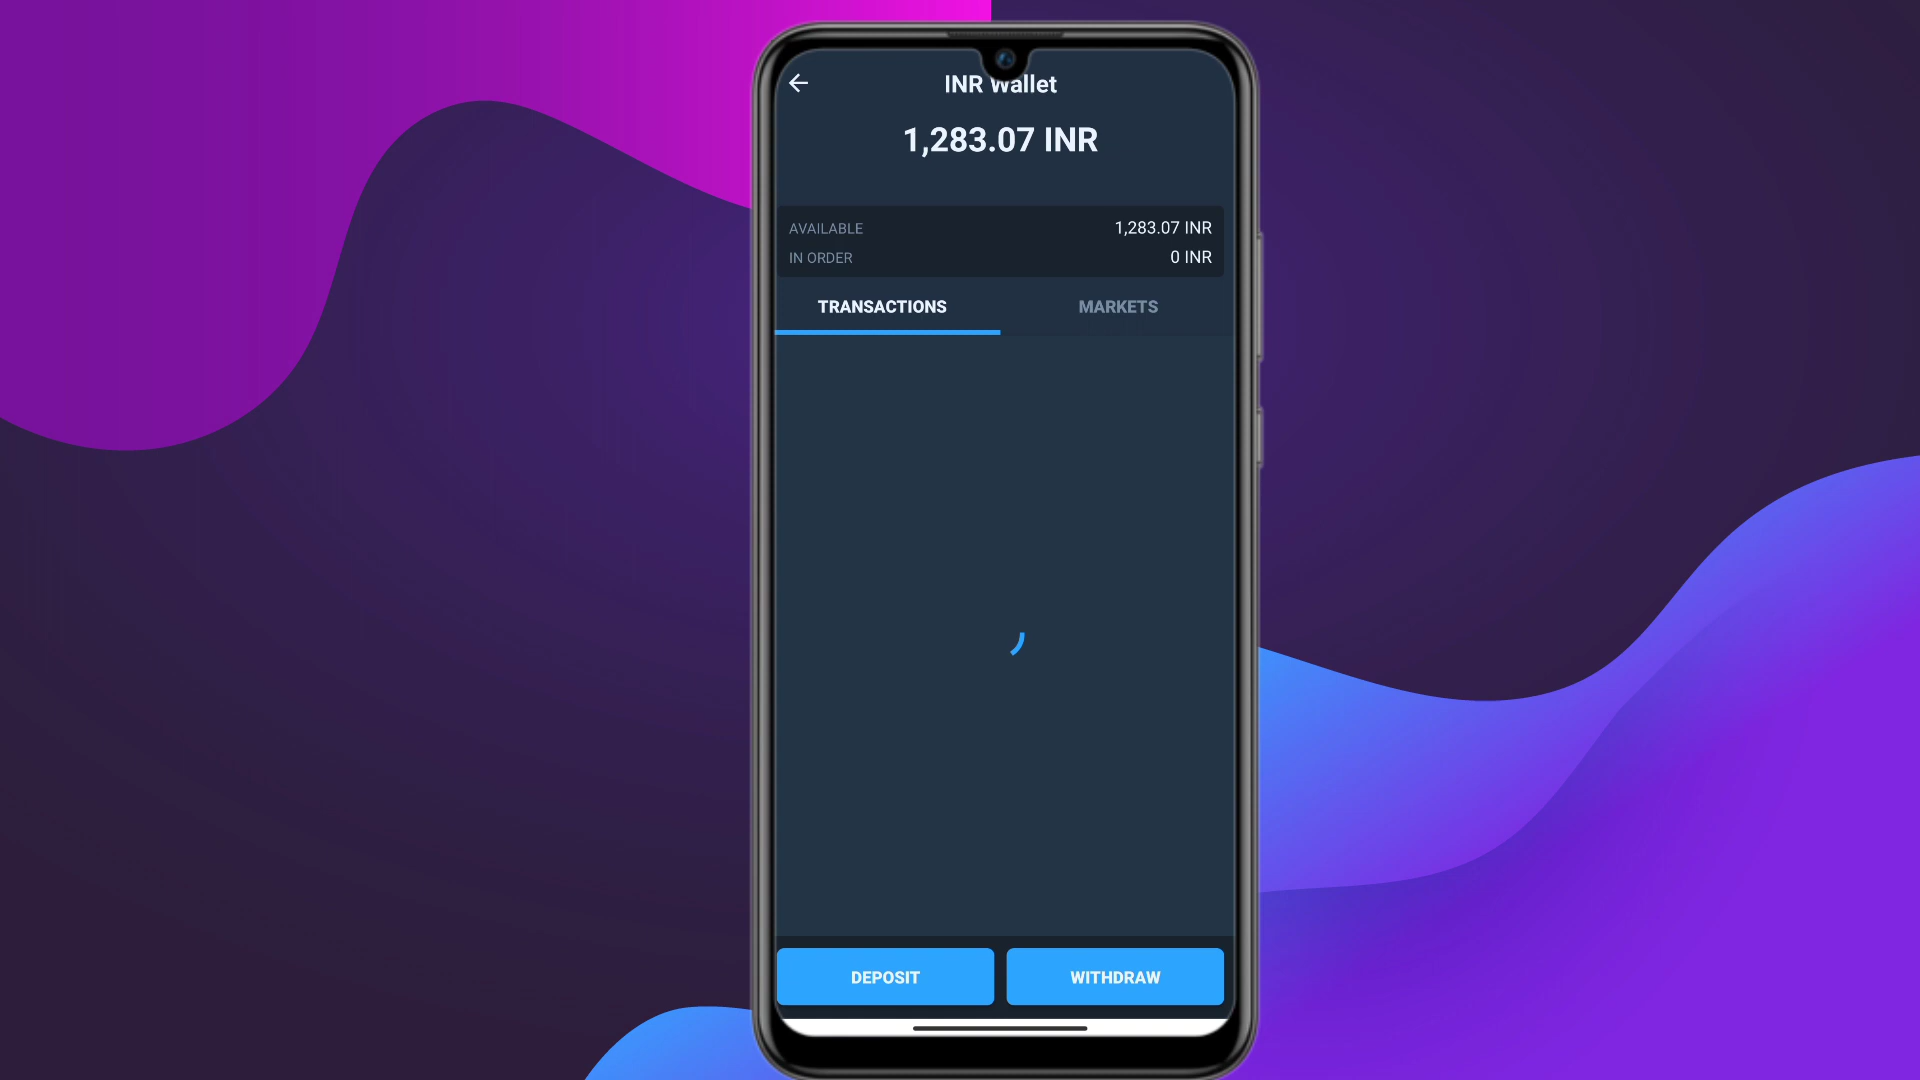 INR Wallet
1,283.07 INR
AVAILABLE 1,283.07 INR
IN ORDER 0 INR
TRANSACTIONS MARKETS
DEPOSIT WITHDRAW